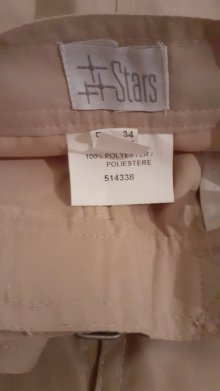 Stars
34
100% POLYESTER /
POLIESTERE
514338